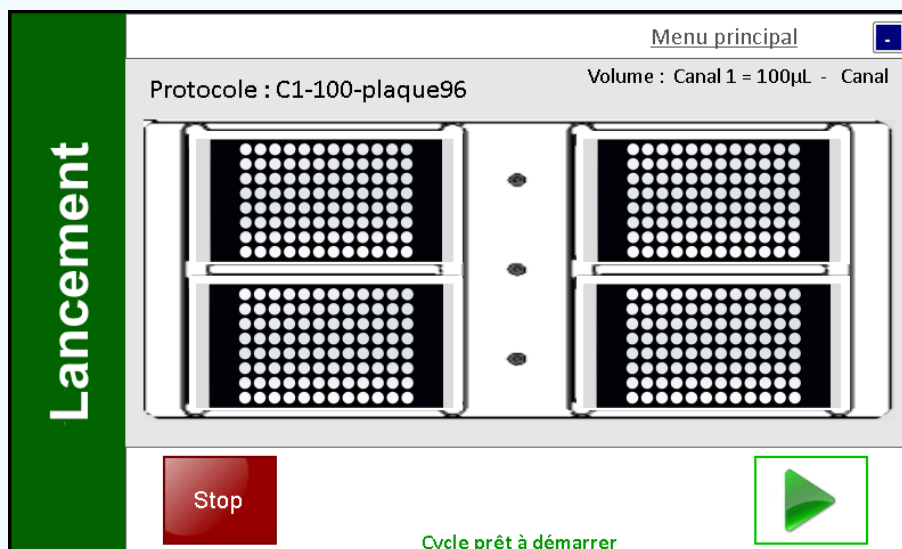 Lancement
Menu principal
-
Protocole : C1-100-plaque96
Volume : Canal 1 = 100µL - Canal
Stop
Cycle prêt à démarrer